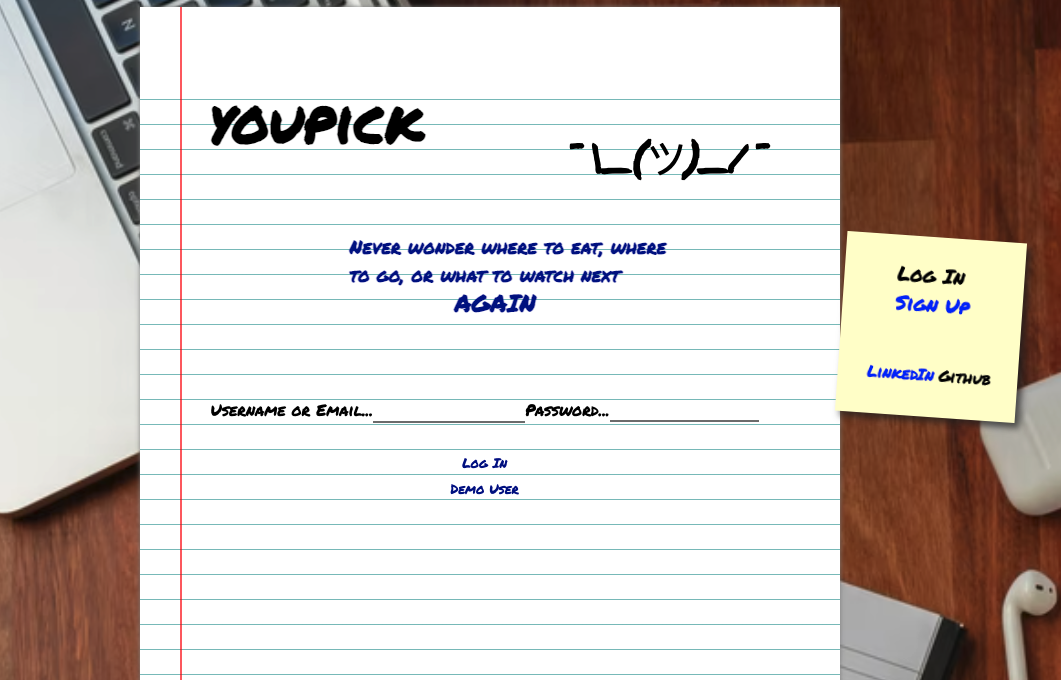 YOUPICK
¯\_(ツ)_/¯
Never wonder where to eat, where
to go, or what to watch next
AGAIN
Log In
Sign Up
LinkedIn Github
Username or Email... Password...
Log In
Demo User
N
⌘
command